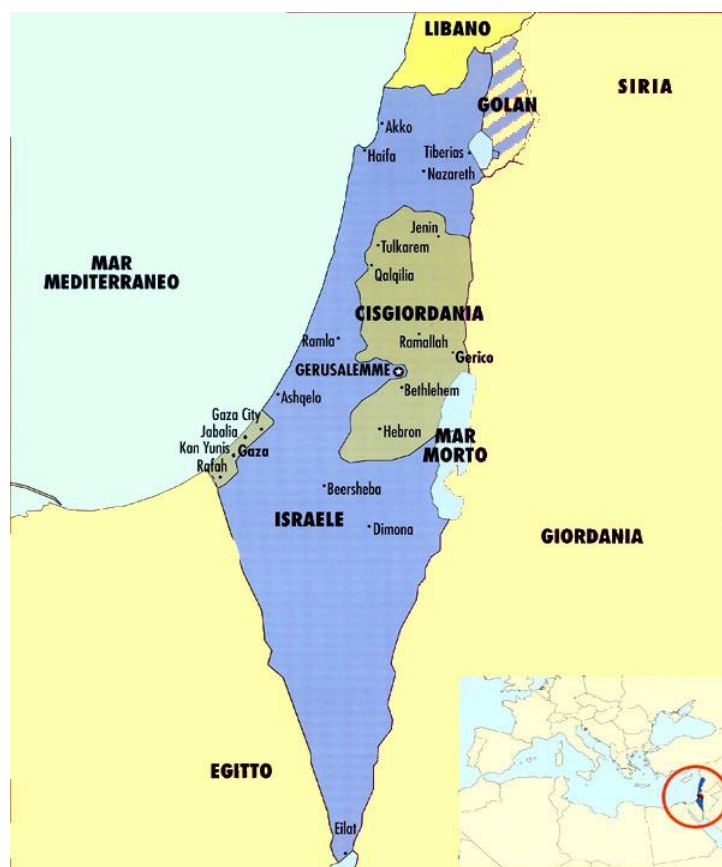 LIBANO
SIRIA
GOLAN
Akko
Haifa
Tiberias
Nazareth
Jenin
Tulkarem
Qalqilia
MAR
MEDITERRANEO
CISGIORDANIA
Ramla
Ramallah
Gerico
GERUSALEMME
Bethlehem
Ashqelo
Gaza City
Jabalia
Kan Yunis
Gaza
Rafah
Hebron
MAR
MORTO
Beersheba
ISRAELE
Dimona
GIORDANIA
EGITTO
Eilat